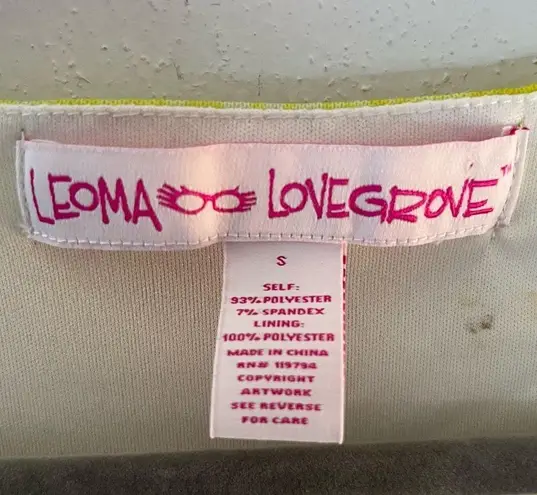 LEOMA LOVEGROVE™
S
SELF:
93% POLYESTER
7% SPANDEX
LINING:
100% POLYESTER
MADE IN CHINA
RN# 119794
COPYRIGHT
ARTWORK
SEE REVERSE
FOR CARE